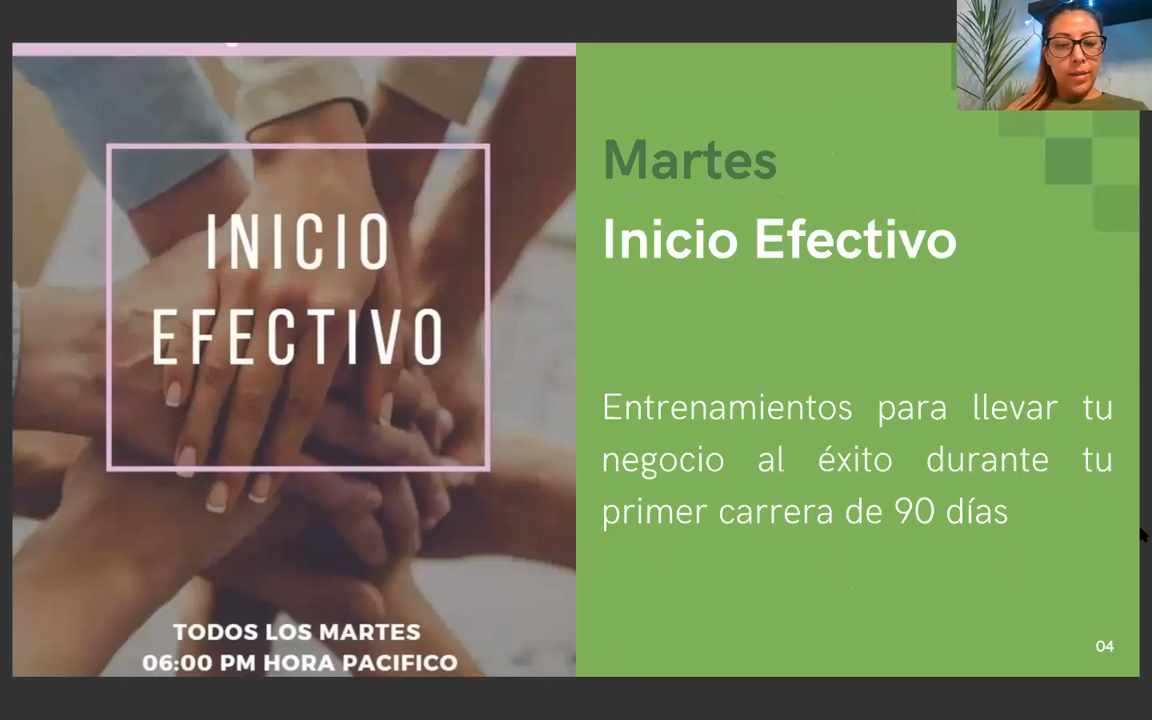 INICIO
EFECTIVO
TODOS LOS MARTES
06:00 PM HORA PACIFICO
Martes
Inicio Efectivo
Entrenamientos para llevar tu
negocio al éxito durante tu
primer carrera de 90 días
04